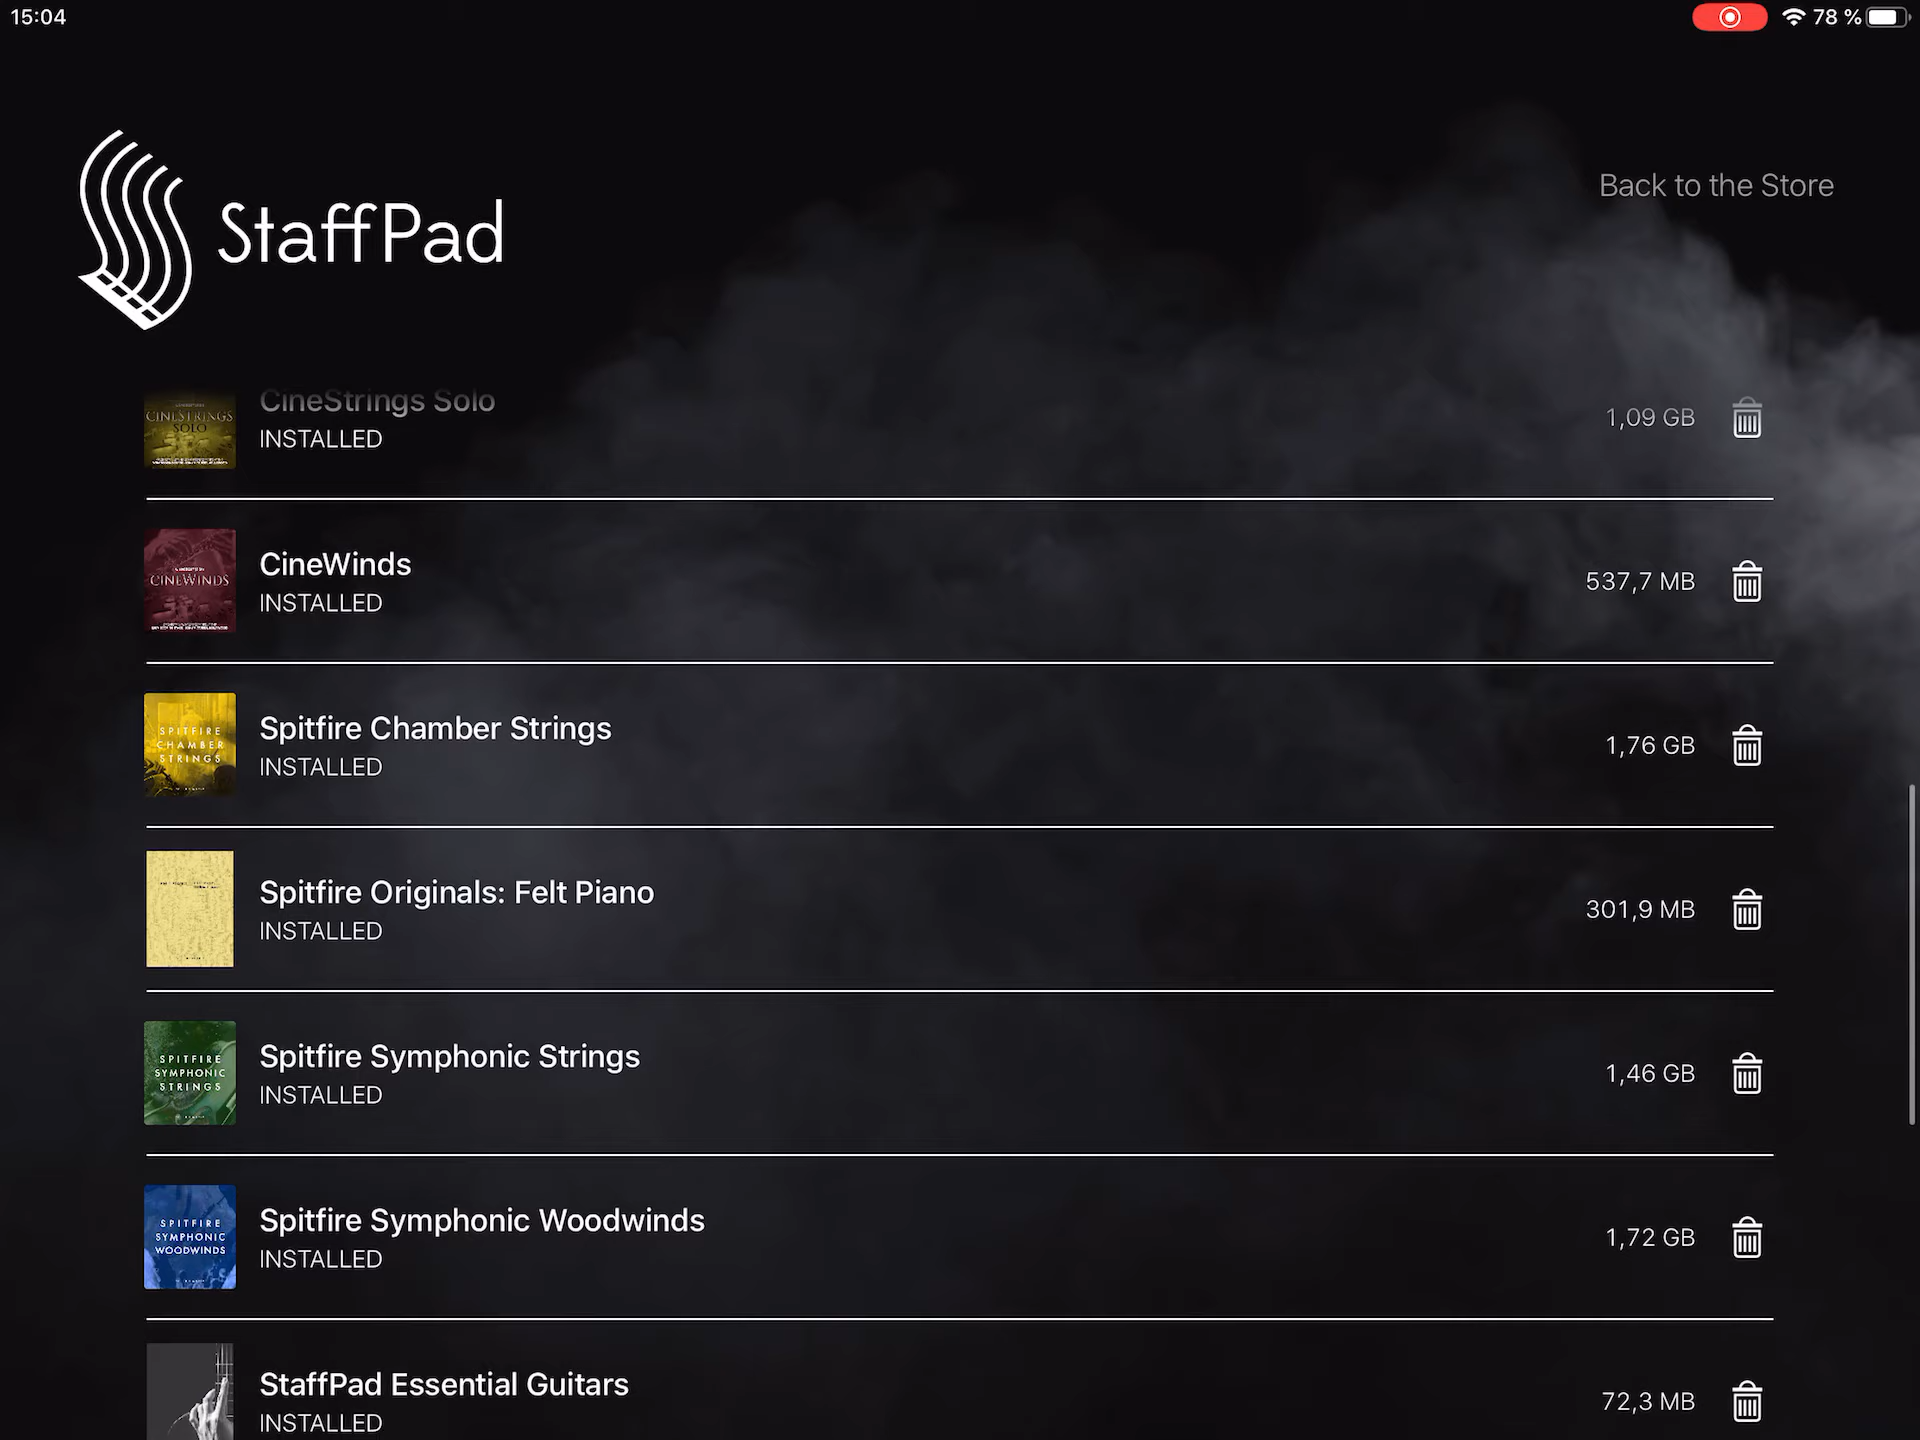 15:04
78 %
StaffPad
Back to the Store
CineStrings Solo
INSTALLED
1,09 GB
CINESTRINGS
SOLO
CineWinds
INSTALLED
537,7 MB
CINEWINDS
Spitfire Chamber Strings
INSTALLED
1,76 GB
SPITFIRE
CHAMBER
STRINGS
Spitfire Originals: Felt Piano
INSTALLED
301,9 MB
Spitfire Symphonic Strings
INSTALLED
1,46 GB
SPITFIRE
SYMPHONIC
STRINGS
Spitfire Symphonic Woodwinds
INSTALLED
1,72 GB
SPITFIRE
SYMPHONIC
WOODWINDS
StaffPad Essential Guitars
INSTALLED
72,3 MB